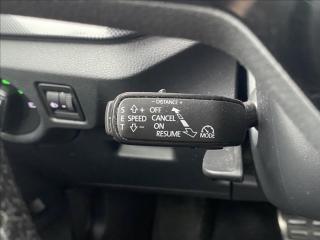 − DISTANCE +
S ⇧ + OFF
E SPEED CANCEL
T ⇩ − ON
RESUME MODE